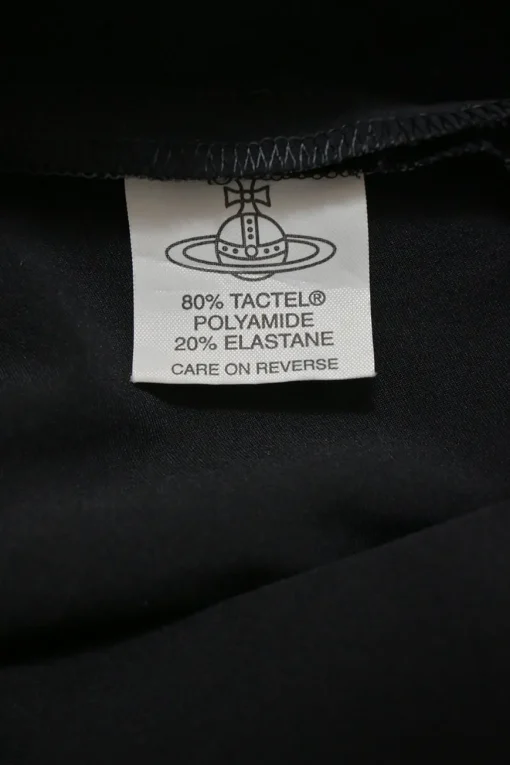 80% TACTEL®
POLYAMIDE
20% ELASTANE
CARE ON REVERSE